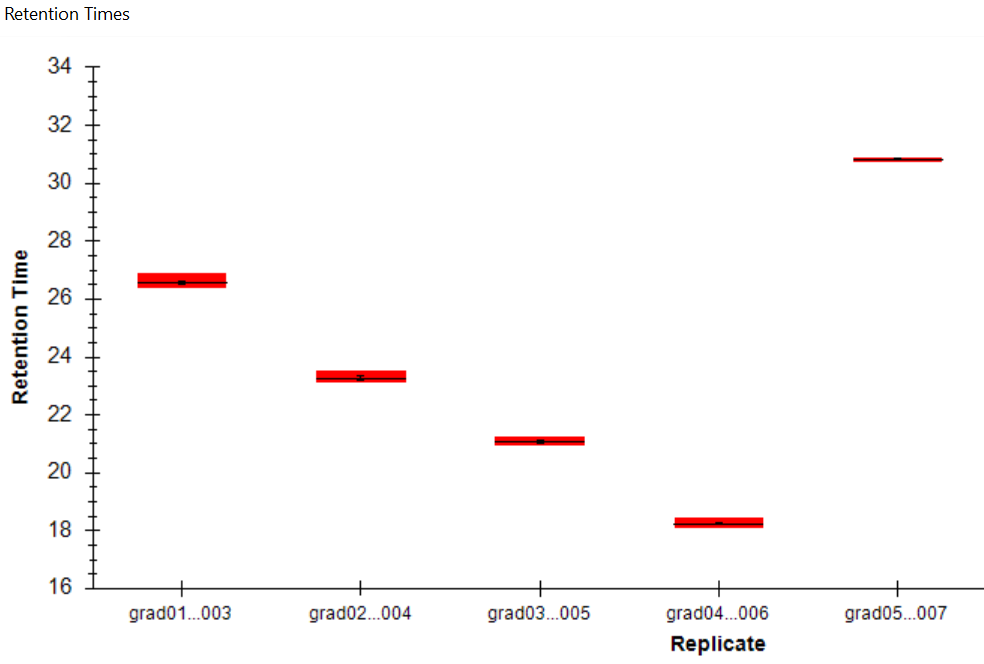 Retention Times
34
32
30
28
26
24
22
20
18
16
Retention Time
grad01...003 grad02...004 grad03...005 grad04...006 grad05...007
Replicate